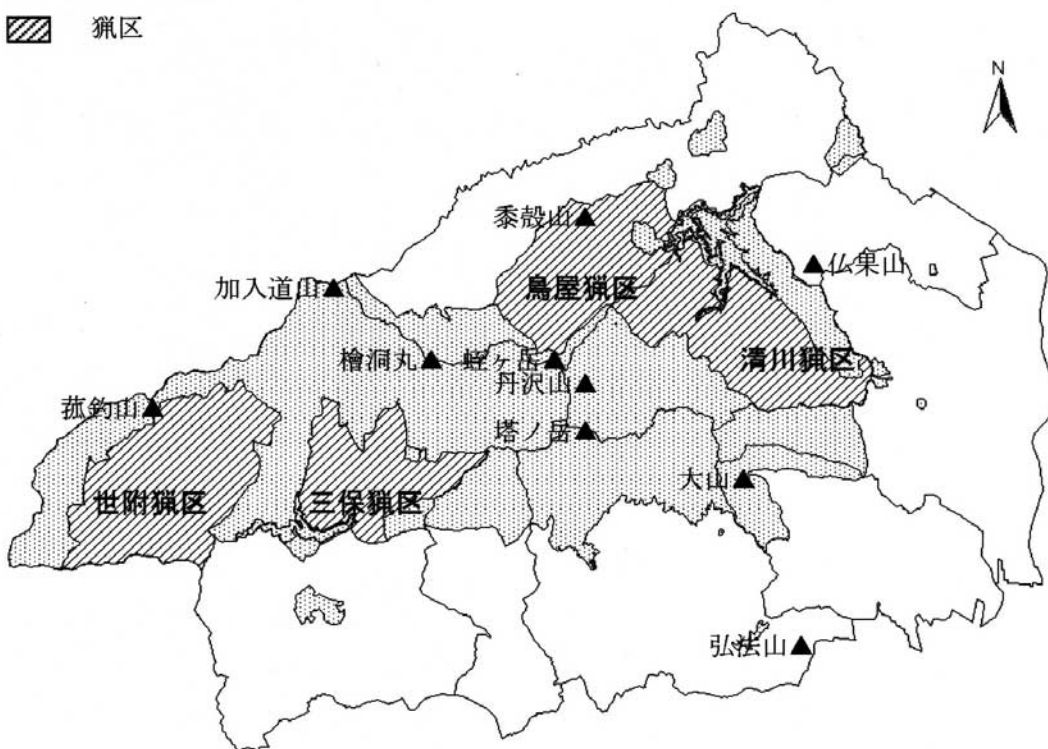 猟区
N
黍殻山
仏果山
加入道山
鳥屋猟区
檜洞丸
蛭ヶ岳
清川猟区
丹沢山
菰釣山
塔ノ岳
大山
世附猟区
三保猟区
弘法山